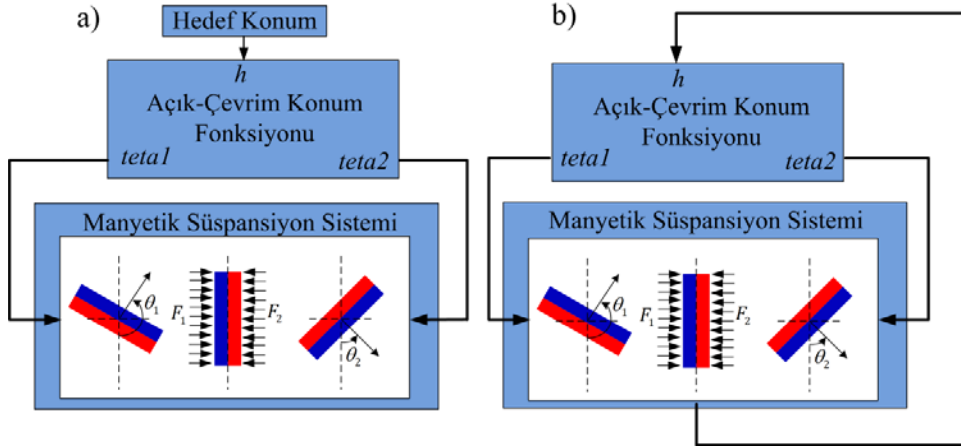 a)
Hedef Konum
h
Açık-Çevrim Konum
Fonksiyonu
teta1
teta2
Manyetik Süspansiyon Sistemi
θ₁
F₁
F₂
θ₂
b)
h
Açık-Çevrim Konum
Fonksiyonu
teta1
teta2
Manyetik Süspansiyon Sistemi
θ₁
F₁
F₂
θ₂